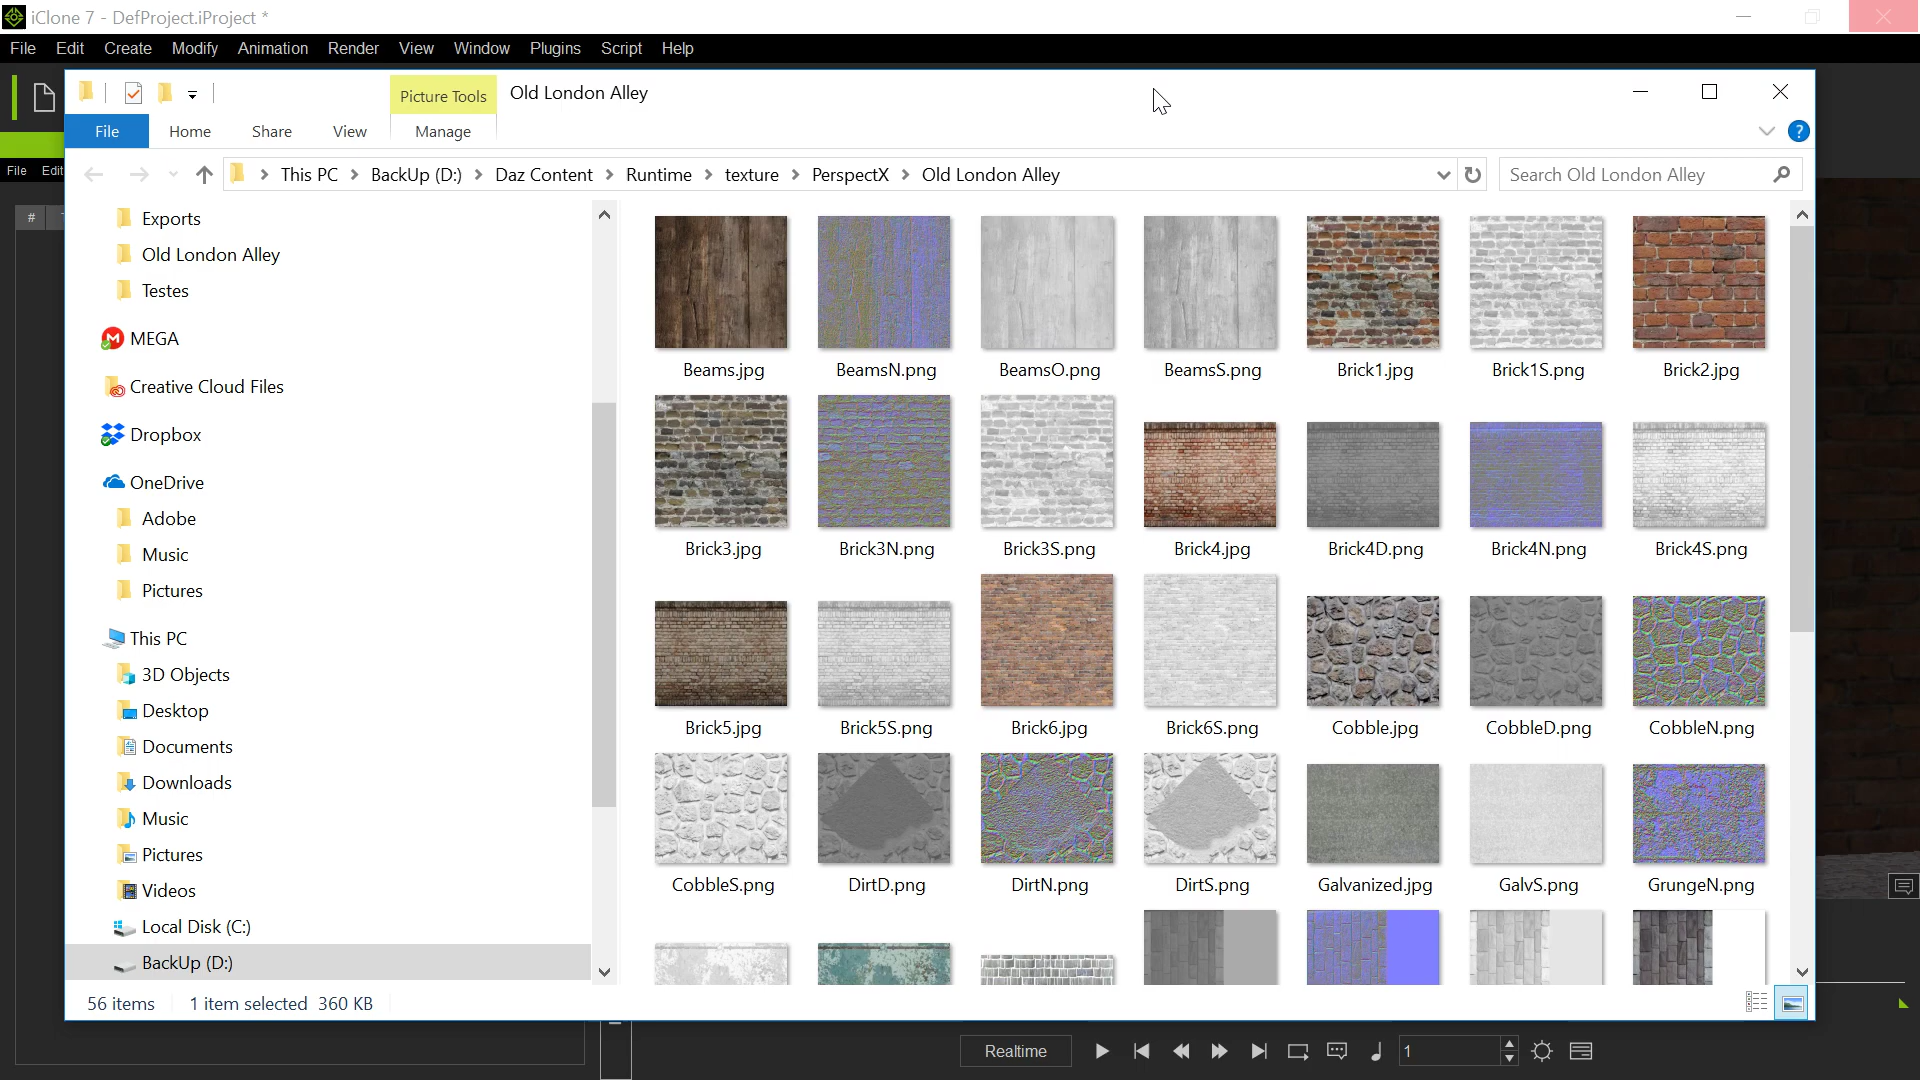 iClone 7 - DefProject.iProject *
File Edit Create Modify Animation Render View Window Plugins Script Help
Picture Tools Old London Alley
File Home Share View Manage
This PC > BackUp (D:) > Daz Content > Runtime > texture > PerspectX > Old London Alley
Search Old London Alley
File Edit
#
Exports
Old London Alley
Testes
MEGA
Creative Cloud Files
Dropbox
OneDrive
Adobe
Music
Pictures
This PC
3D Objects
Desktop
Documents
Downloads
Music
Pictures
Videos
Local Disk (C:)
BackUp (D:)
Beams.jpg BeamsN.png BeamsO.png BeamsS.png Brick1.jpg Brick1S.png Brick2.jpg
Brick3.jpg Brick3N.png Brick3S.png Brick4.jpg Brick4D.png Brick4N.png Brick4S.png
Brick5.jpg Brick5S.png Brick6.jpg Brick6S.png Cobble.jpg CobbleD.png CobbleN.png
CobbleS.png DirtD.png DirtN.png DirtS.png Galvanized.jpg GalvS.png GrungeN.png
56 items 1 item selected 360 KB
Realtime 1